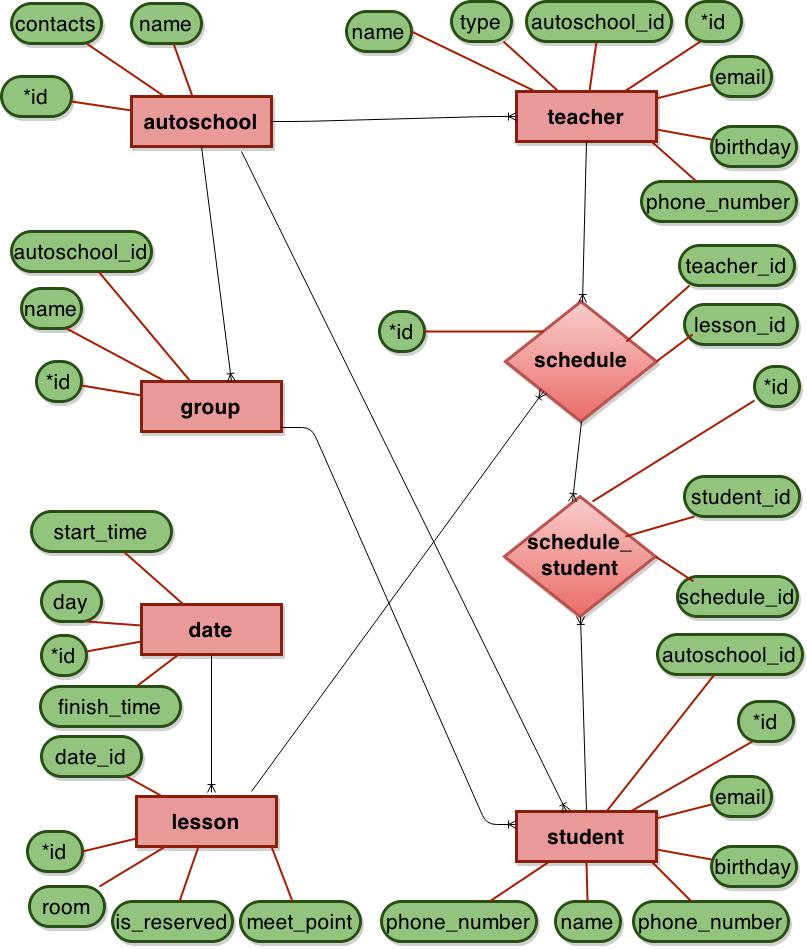 contacts
name
*id
autoschool
name
type
autoschool_id
*id
email
birthday
phone_number
teacher
autoschool_id
name
*id
group
teacher_id
lesson_id
*id
schedule
*id
student_id
schedule_id
schedule_
student
start_time
day
*id
finish_time
date
date_id
*id
room
is_reserved
meet_point
lesson
autoschool_id
*id
email
birthday
student
phone_number
name
phone_number